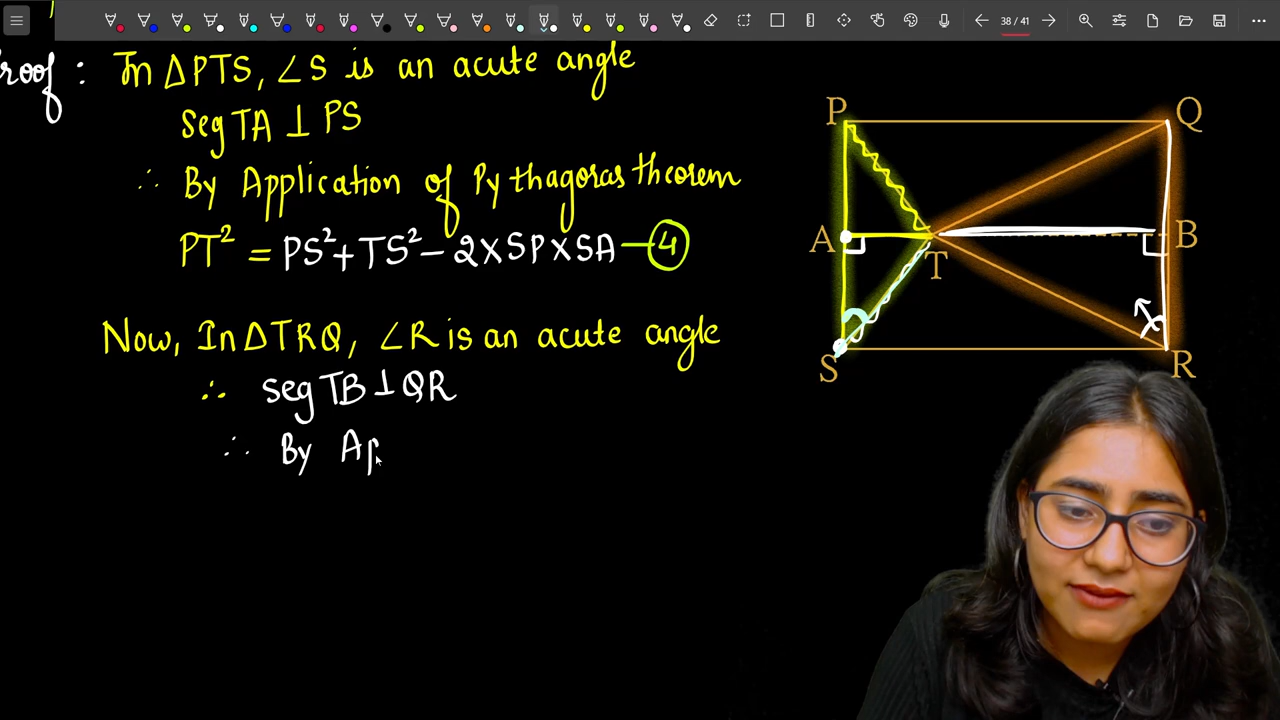 38 / 41
roof : In ΔPTS, ∠S is an acute angle
seg TA ⊥ PS
∴ By Application of Pythagoras theorem
PT² = PS² + TS² − 2×SP×SA — ④
Now, In ΔTRQ, ∠R is an acute angle
∴ seg TB ⊥ QR
∴ By Ap
P Q
A T B
S R